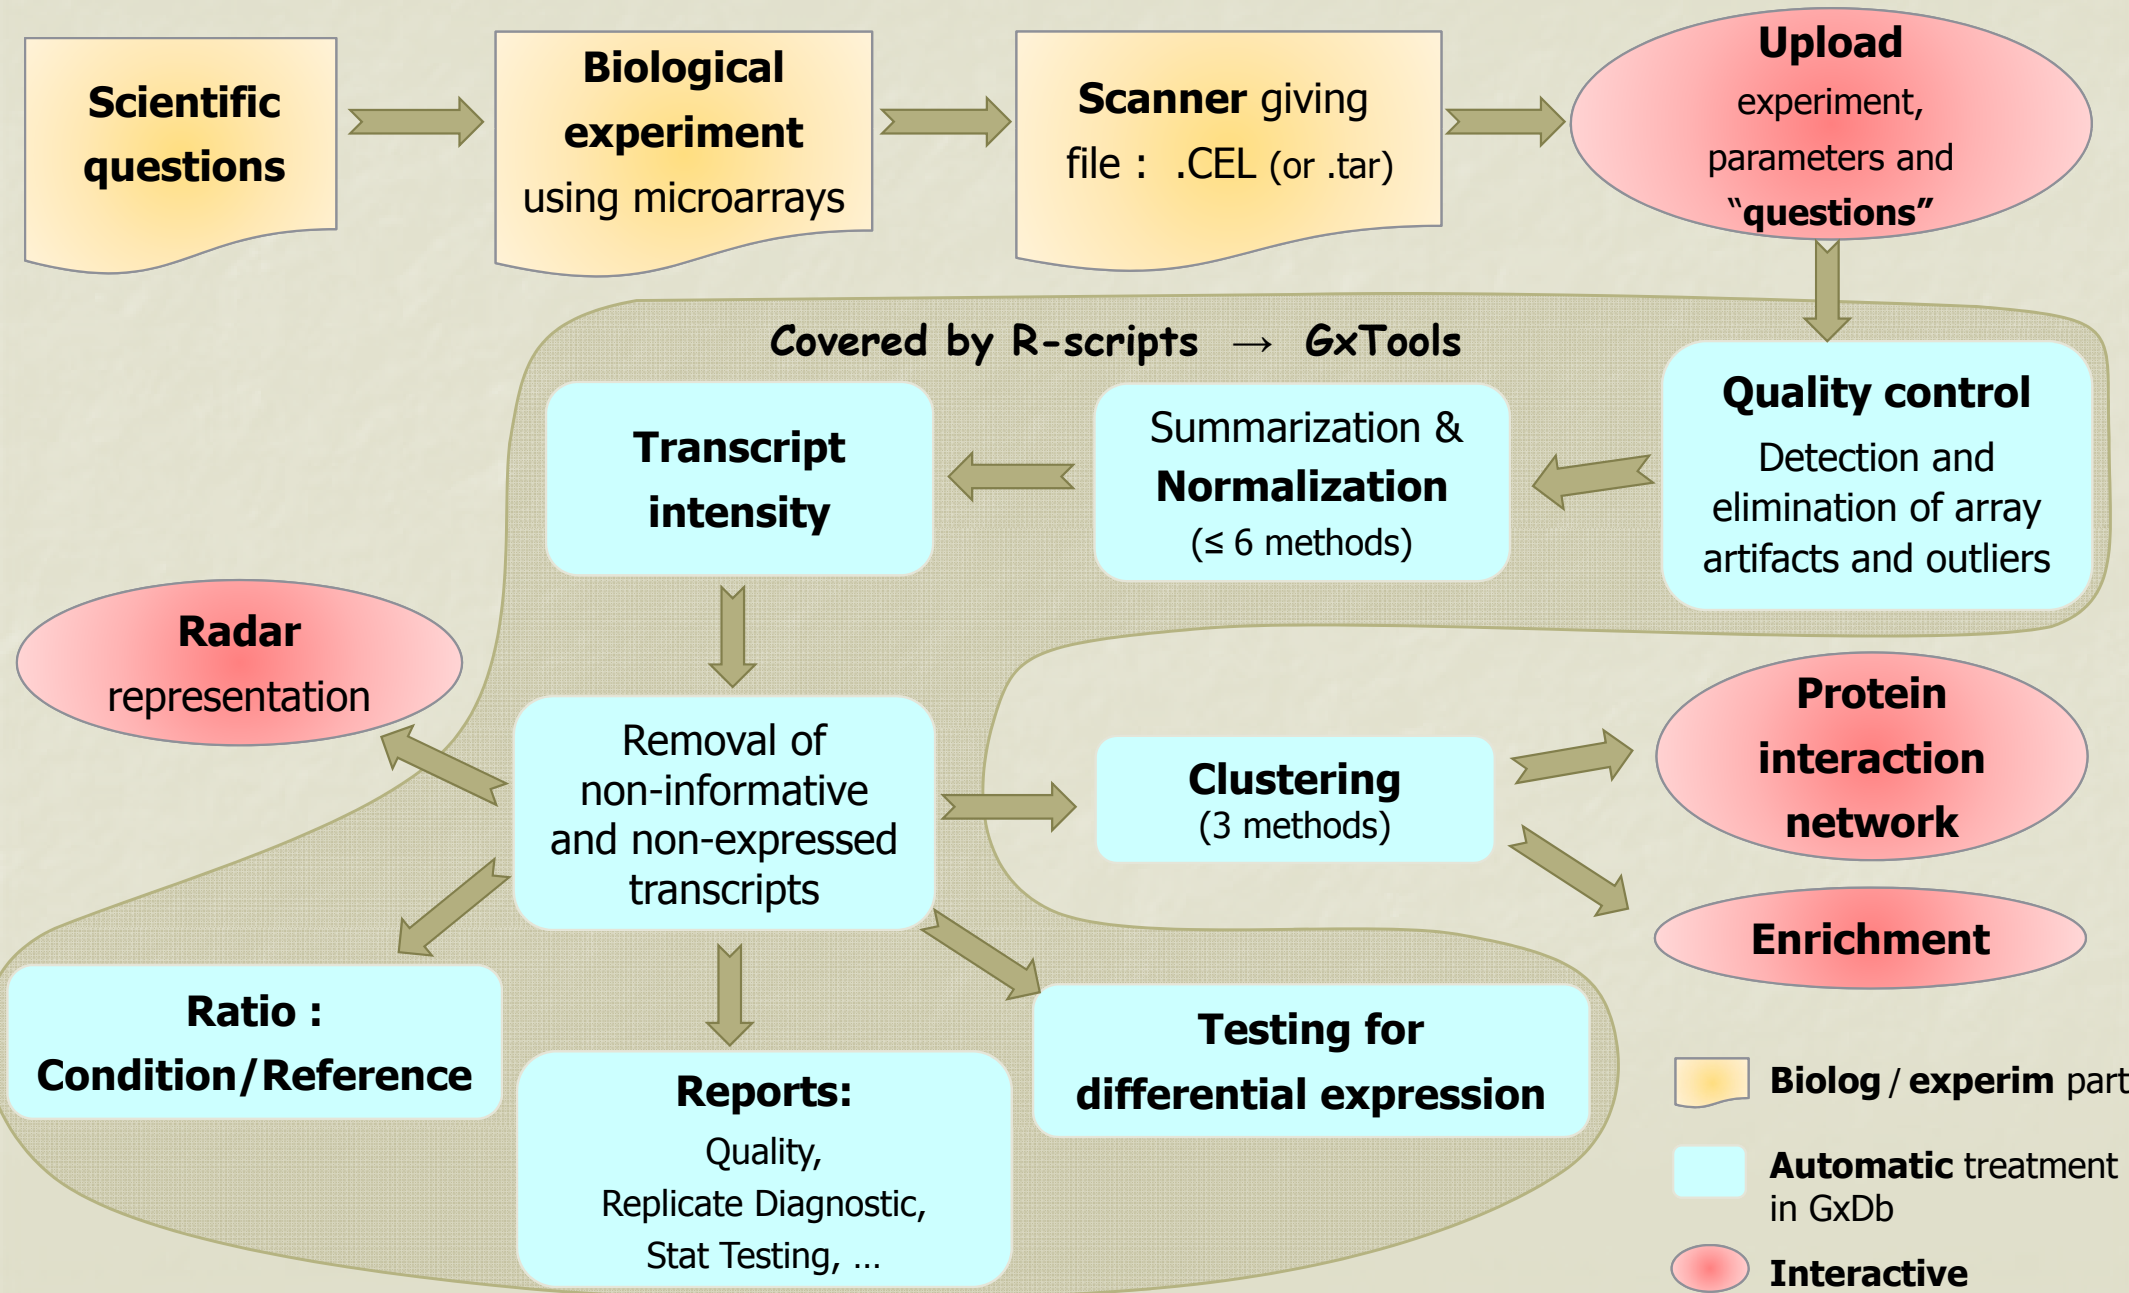 Scientific
questions
Biological
experiment
using microarrays
Scanner giving
file : .CEL (or .tar)
Upload
experiment,
parameters and
“questions”
Covered by R-scripts → GxTools
Transcript
intensity
Summarization &
Normalization
(≤ 6 methods)
Quality control
Detection and
elimination of array
artifacts and outliers
Radar
representation
Removal of
non-informative
and non-expressed
transcripts
Clustering
(3 methods)
Protein
interaction
network
Enrichment
Ratio :
Condition/Reference
Reports:
Quality,
Replicate Diagnostic,
Stat Testing, ...
Testing for
differential expression
Biolog / experim part
Automatic treatment
in GxDb
Interactive